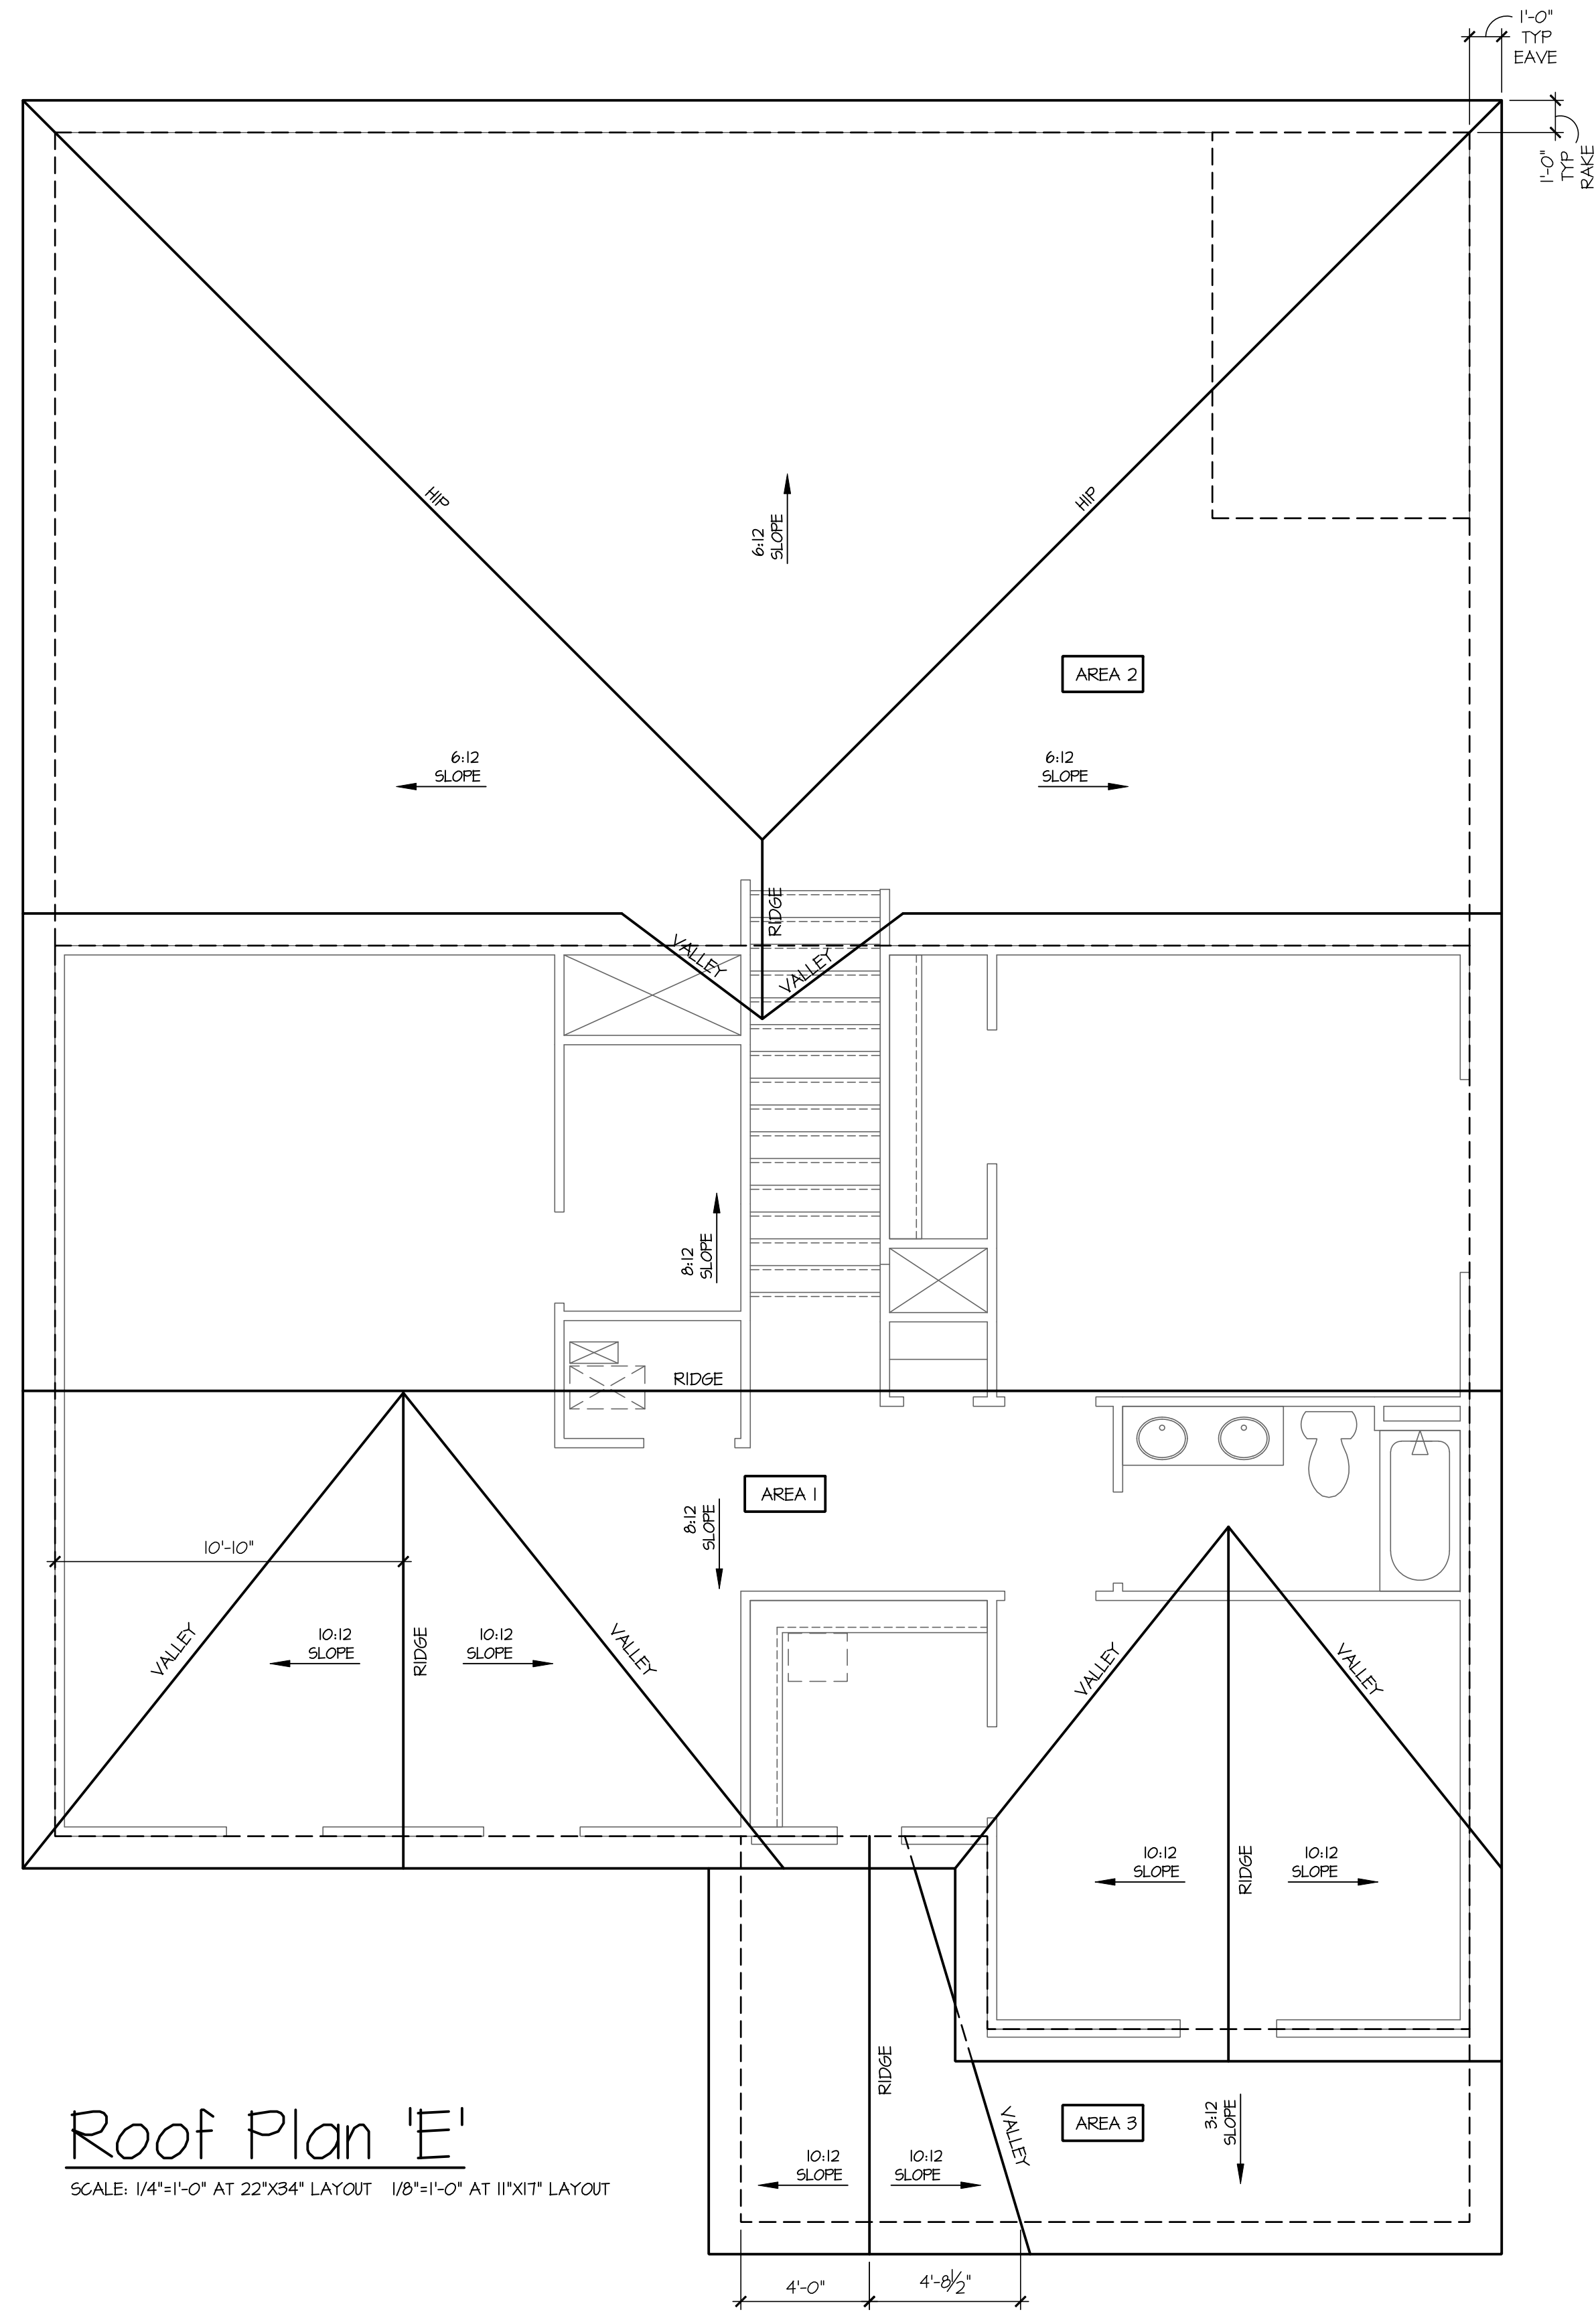 1'-0"
TYP
EAVE
1'-0"
TYP
RAKE
HIP
HIP
6:12
SLOPE
AREA 2
6:12
SLOPE
6:12
SLOPE
RIDGE
VALLEY
VALLEY
8:12
SLOPE
RIDGE
AREA 1
8:12
SLOPE
10'-10"
VALLEY
10:12
SLOPE
RIDGE
10:12
SLOPE
VALLEY
VALLEY
VALLEY
10:12
SLOPE
RIDGE
10:12
SLOPE
RIDGE
VALLEY
AREA 3
3:12
SLOPE
10:12
SLOPE
10:12
SLOPE
Roof Plan 'E'
SCALE: 1/4"=1'-0" AT 22"X34" LAYOUT 1/8"=1'-0" AT 11"X17" LAYOUT
4'-0"
4'-8½"